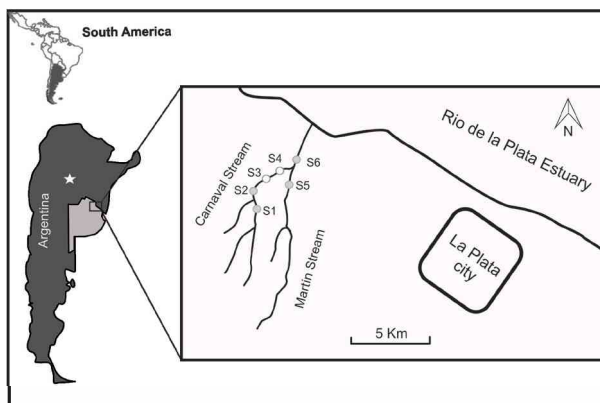 South America
Argentina
Carnaval Stream
S4
S3
S6
S2
S5
S1
Martin Stream
Rio de la Plata Estuary
N
La Plata
city
5 Km